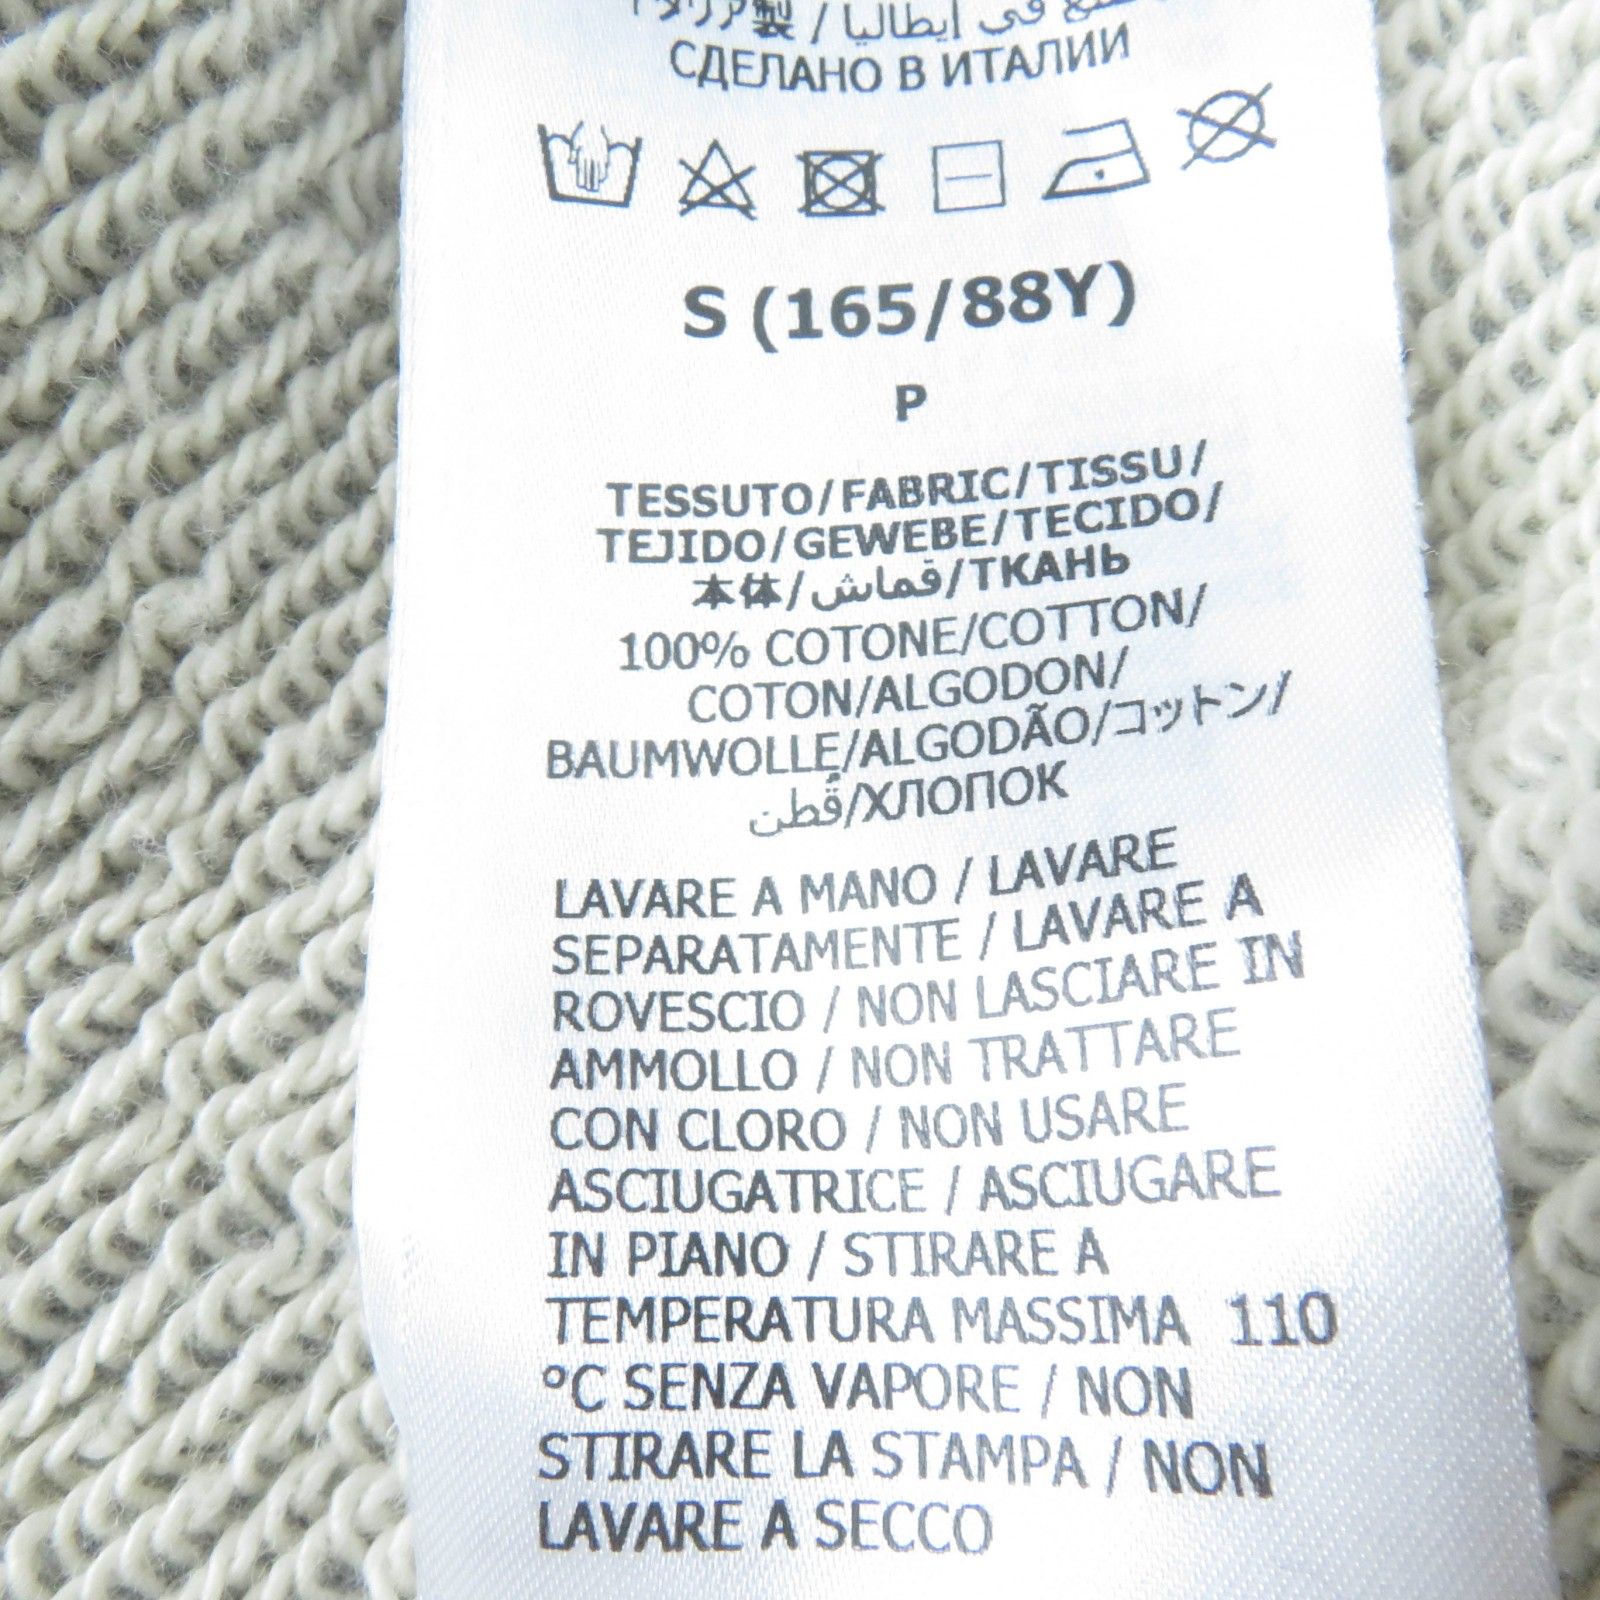 イタリア製 / صنع في ايطاليا
СДЕЛАНО В ИТАЛИИ
S (165/88Y)
P
TESSUTO/FABRIC/TISSU/
TEJIDO/GEWEBE/TECIDO/
本体/قماش/ТКАНЬ
100% COTONE/COTTON/
COTON/ALGODON/
BAUMWOLLE/ALGODÃO/コットン/
قُطن/ХЛОПОК
LAVARE A MANO / LAVARE
SEPARATAMENTE / LAVARE A
ROVESCIO / NON LASCIARE IN
AMMOLLO / NON TRATTARE
CON CLORO / NON USARE
ASCIUGATRICE / ASCIUGARE
IN PIANO / STIRARE A
TEMPERATURA MASSIMA 110
°C SENZA VAPORE / NON
STIRARE LA STAMPA / NON
LAVARE A SECCO